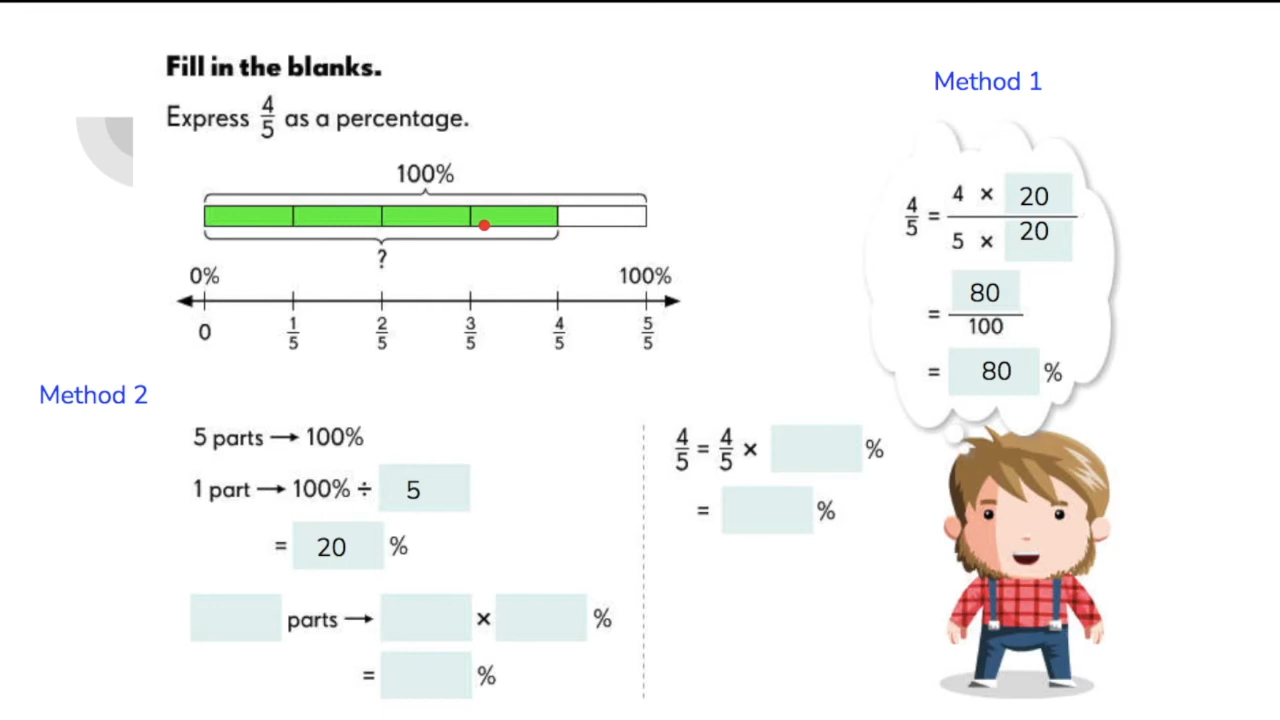 Fill in the blanks.
Express 4/5 as a percentage.
100%
?
0% 100%
0 1/5 2/5 3/5 4/5 5/5
Method 1
4/5 = 4 × 20 / 5 × 20
= 80/100
= 80 %
Method 2
5 parts → 100%
1 part → 100% ÷ 5
= 20 %
parts → × %
= %
4/5 = 4/5 × %
= %